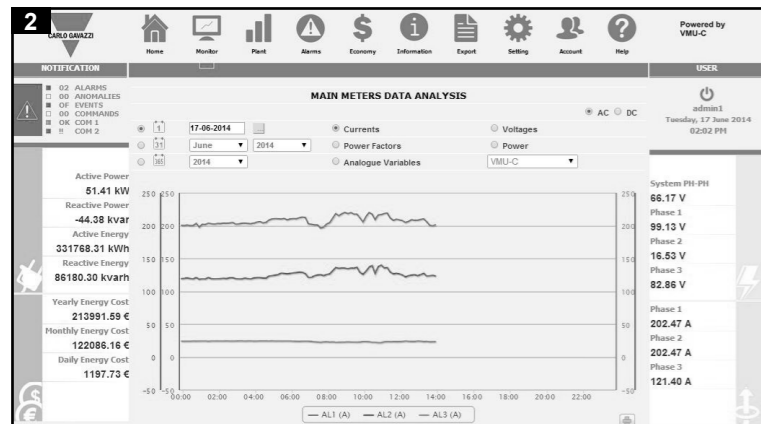 2
CARLO GAVAZZI
Home Monitor Plant Alarms Economy Information Export Setting Account Help
Powered by
VMU-C
NOTIFICATION
USER
02 ALARMS
00 ANOMALIES
OF EVENTS
00 COMMANDS
OK COM 1
!! COM 2
admin1
Tuesday, 17 June 2014
02:02 PM
MAIN METERS DATA ANALYSIS
AC DC
1 17-06-2014 ... Currents Voltages
31 June 2014 Power Factors Power
365 2014 Analogue Variables VMU-C
Active Power
51.41 kW
Reactive Power
-44.38 kvar
Active Energy
331768.31 kWh
Reactive Energy
86180.30 kvarh
Yearly Energy Cost
213991.59 €
Monthly Energy Cost
122086.16 €
Daily Energy Cost
1197.73 €
250 250 250
200 200 200
150 150 150
100 100 100
50 50 50
0 0 0
-50 -50 -50
00:00 02:00 04:00 06:00 08:00 10:00 12:00 14:00 16:00 18:00 20:00 22:00
AL1 (A) AL2 (A) AL3 (A)
System PH-PH
66.17 V
Phase 1
99.13 V
Phase 2
16.53 V
Phase 3
82.86 V
Phase 1
202.47 A
Phase 2
202.47 A
Phase 3
121.40 A